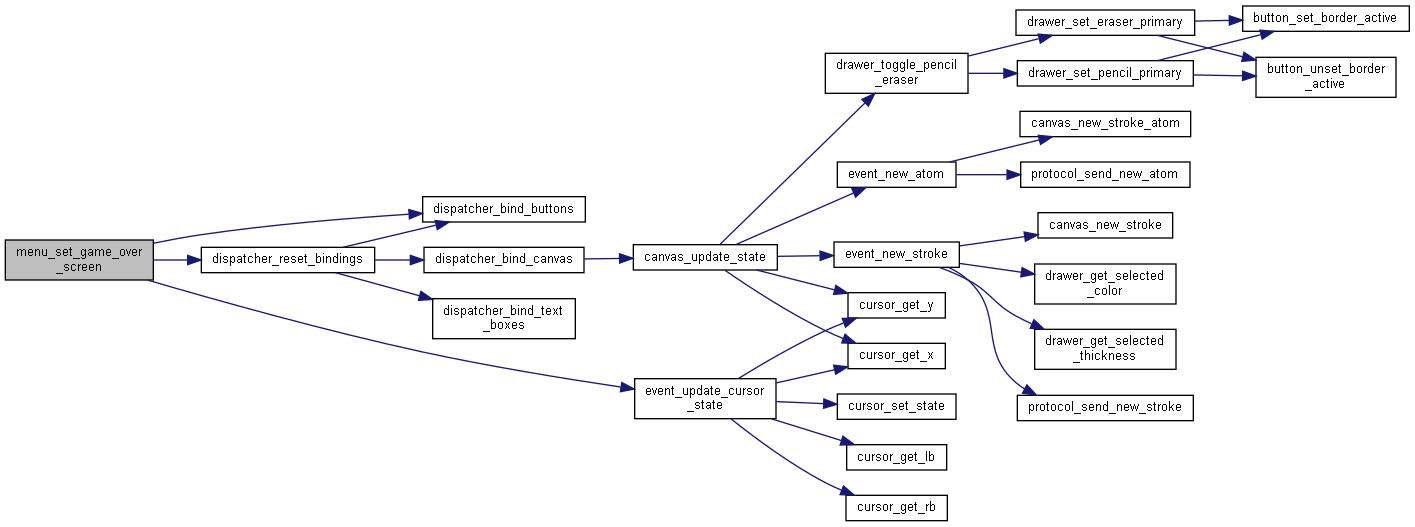 menu_set_game_over
_screen
dispatcher_bind_buttons
dispatcher_reset_bindings
dispatcher_bind_canvas
dispatcher_bind_text
_boxes
canvas_update_state
event_update_cursor
_state
drawer_toggle_pencil
_eraser
event_new_atom
event_new_stroke
cursor_get_y
cursor_get_x
cursor_set_state
cursor_get_lb
cursor_get_rb
drawer_set_eraser_primary
drawer_set_pencil_primary
canvas_new_stroke_atom
protocol_send_new_atom
canvas_new_stroke
drawer_get_selected
_color
drawer_get_selected
_thickness
protocol_send_new_stroke
button_set_border_active
button_unset_border
_active